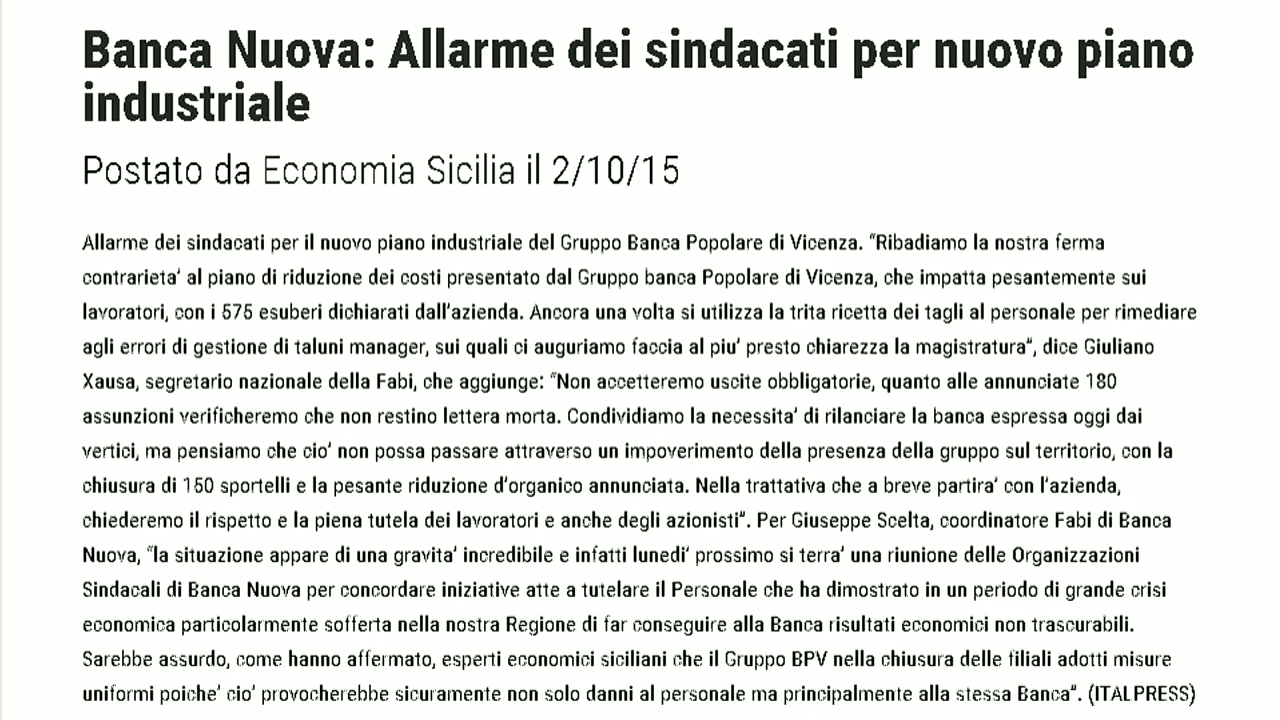 Banca Nuova: Allarme dei sindacati per nuovo piano
industriale
Postato da Economia Sicilia il 2/10/15
Allarme dei sindacati per il nuovo piano industriale del Gruppo Banca Popolare di Vicenza. “Ribadiamo la nostra ferma
contrarieta’ al piano di riduzione dei costi presentato dal Gruppo banca Popolare di Vicenza, che impatta pesantemente sui
lavoratori, con i 575 esuberi dichiarati dall’azienda. Ancora una volta si utilizza la trita ricetta dei tagli al personale per rimediare
agli errori di gestione di taluni manager, sui quali ci auguriamo faccia al piu’ presto chiarezza la magistratura”, dice Giuliano
Xausa, segretario nazionale della Fabi, che aggiunge: “Non accetteremo uscite obbligatorie, quanto alle annunciate 180
assunzioni verificheremo che non restino lettera morta. Condividiamo la necessita’ di rilanciare la banca espressa oggi dai
vertici, ma pensiamo che cio’ non possa passare attraverso un impoverimento della presenza della gruppo sul territorio, con la
chiusura di 150 sportelli e la pesante riduzione d’organico annunciata. Nella trattativa che a breve partira’ con l’azienda,
chiederemo il rispetto e la piena tutela dei lavoratori e anche degli azionisti”. Per Giuseppe Scelta, coordinatore Fabi di Banca
Nuova, “la situazione appare di una gravita’ incredibile e infatti lunedi’ prossimo si terra’ una riunione delle Organizzazioni
Sindacali di Banca Nuova per concordare iniziative atte a tutelare il Personale che ha dimostrato in un periodo di grande crisi
economica particolarmente sofferta nella nostra Regione di far conseguire alla Banca risultati economici non trascurabili.
Sarebbe assurdo, come hanno affermato, esperti economici siciliani che il Gruppo BPV nella chiusura delle filiali adotti misure
uniformi poiche’ cio’ provocherebbe sicuramente non solo danni al personale ma principalmente alla stessa Banca”. (ITALPRESS)